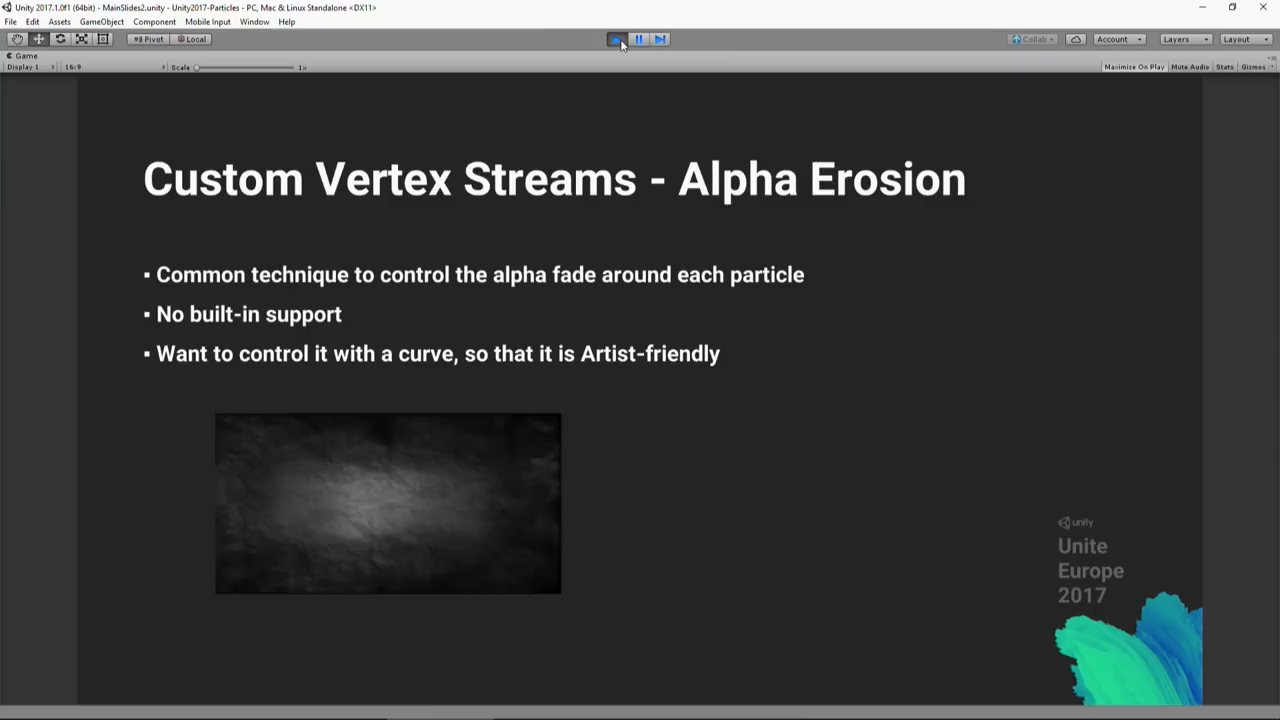 Unity 2017.1.0f1 (64bit) - MainSlides2.unity - Unity2017-Particles - PC, Mac & Linux Standalone <DX11>
File Edit Assets GameObject Component Mobile Input Window Help
Pivot Local Collab Account Layers Layout
Game
Display 1 16:9 Scale 1x Maximize On Play Mute Audio Stats Gizmos
Custom Vertex Streams - Alpha Erosion
▪ Common technique to control the alpha fade around each particle
▪ No built-in support
▪ Want to control it with a curve, so that it is Artist-friendly
unity
Unite
Europe
2017